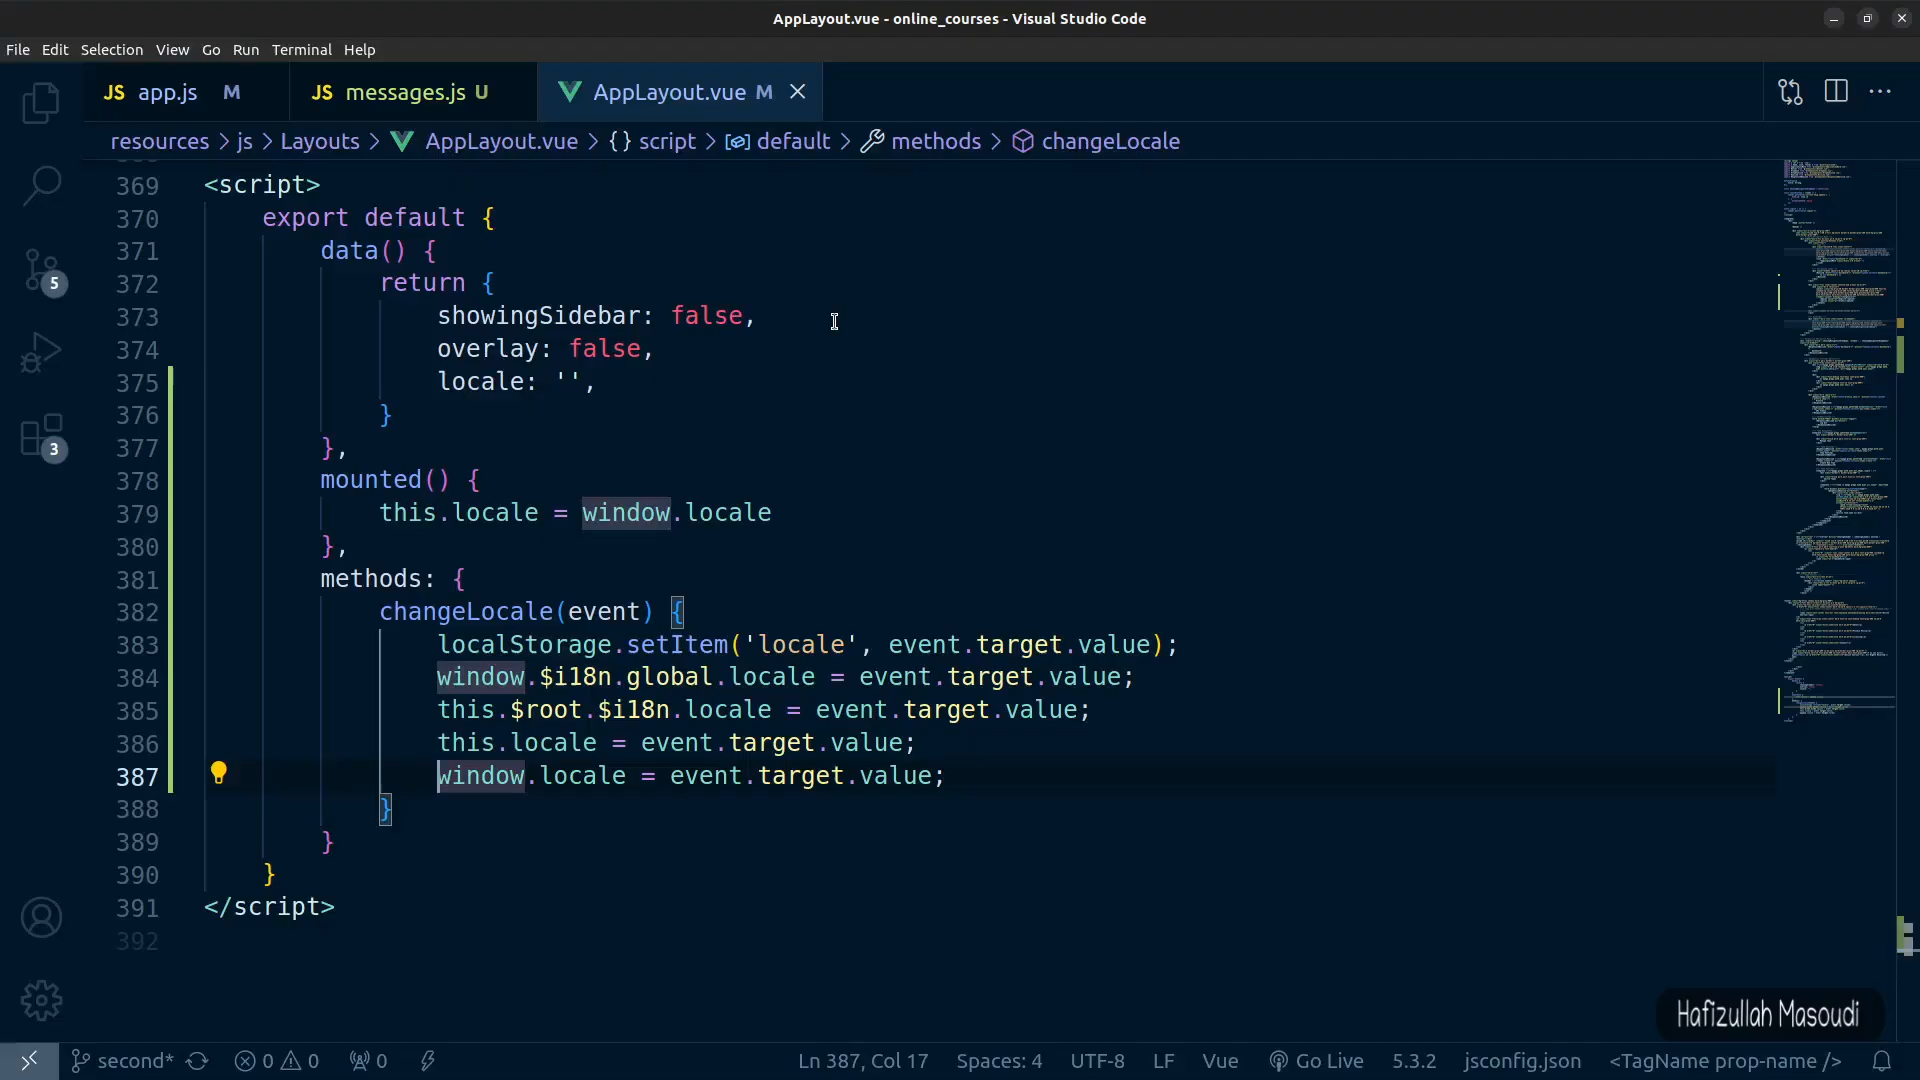 AppLayout.vue - online_courses - Visual Studio Code
File Edit Selection View Go Run Terminal Help
JS app.js M JS messages.js U AppLayout.vue M
resources > js > Layouts > AppLayout.vue > {} script > default > methods > changeLocale
369 <script>
370 export default {
371 data() {
372 return {
373 showingSidebar: false,
374 overlay: false,
375 locale: '',
376 }
377 },
378 mounted() {
379 this.locale = window.locale
380 },
381 methods: {
382 changeLocale(event) {
383 localStorage.setItem('locale', event.target.value);
384 window.$i18n.global.locale = event.target.value;
385 this.$root.$i18n.locale = event.target.value;
386 this.locale = event.target.value;
387 window.locale = event.target.value;
388 }
389 }
390 }
391 </script>
392
5
3
Hafizullah Masoudi
second* 0 0 0 Ln 387, Col 17 Spaces: 4 UTF-8 LF Vue Go Live 5.3.2 jsconfig.json <TagName prop-name />